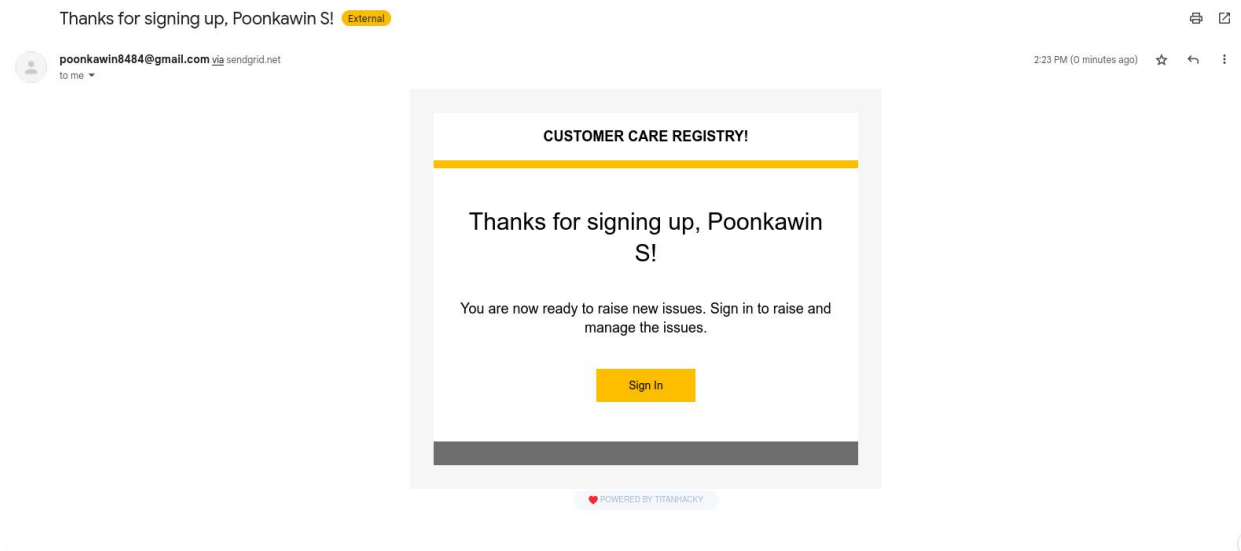 Thanks for signing up, Poonkawin S! External
poonkawin8484@gmail.com via sendgrid.net
2:23 PM (0 minutes ago)
to me
CUSTOMER CARE REGISTRY!
Thanks for signing up, Poonkawin
S!
You are now ready to raise new issues. Sign in to raise and
manage the issues.
Sign In
POWERED BY TITANHACKY